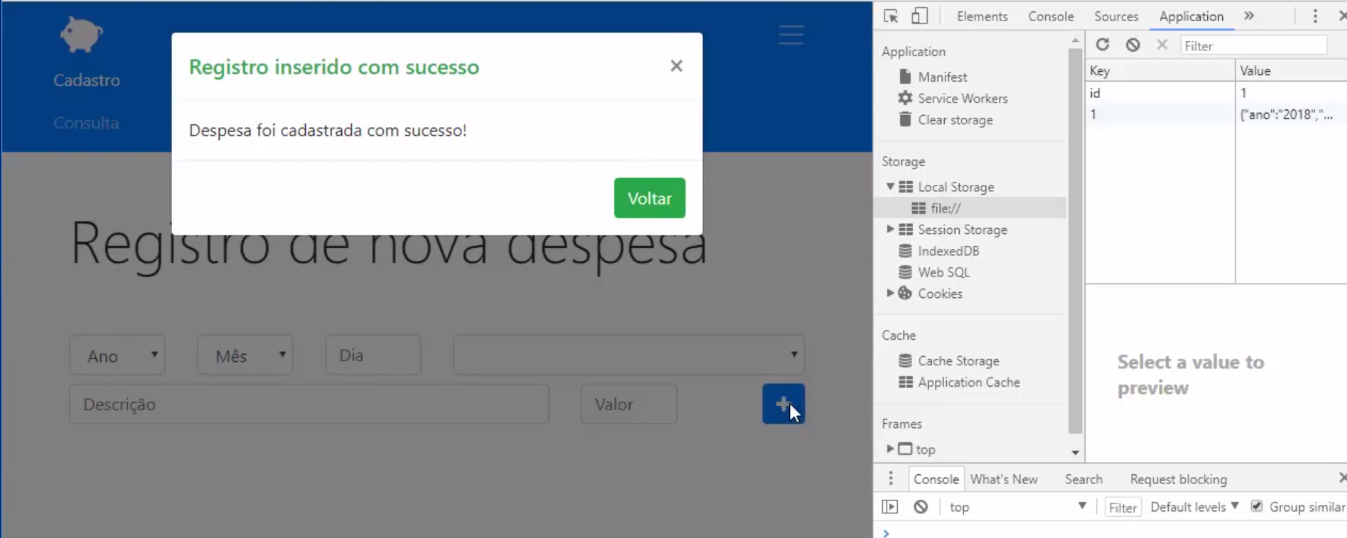 Cadastro
Consulta
Registro inserido com sucesso
×
Despesa foi cadastrada com sucesso!
Voltar
Registro de nova despesa
Ano
Mês
Dia
Descrição
Valor
+
Elements Console Sources Application »
Application
Manifest
Service Workers
Clear storage
Storage
Local Storage
file://
Session Storage
IndexedDB
Web SQL
Cookies
Cache
Cache Storage
Application Cache
Frames
top
Filter
Key Value
id 1
1 {"ano":"2018","...
Select a value to
preview
Console What's New Search Request blocking
top Filter Default levels Group similar